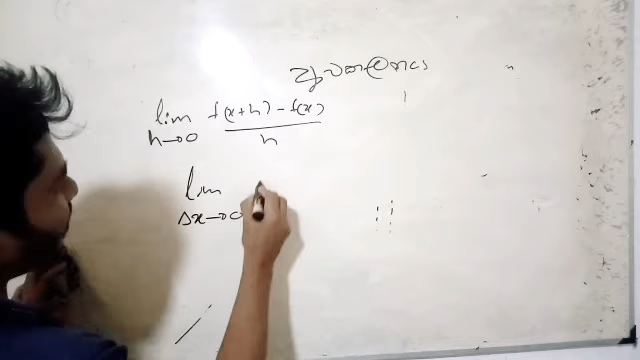 lim f(x+h) - f(x)
h→0 h
lim
Δx→0